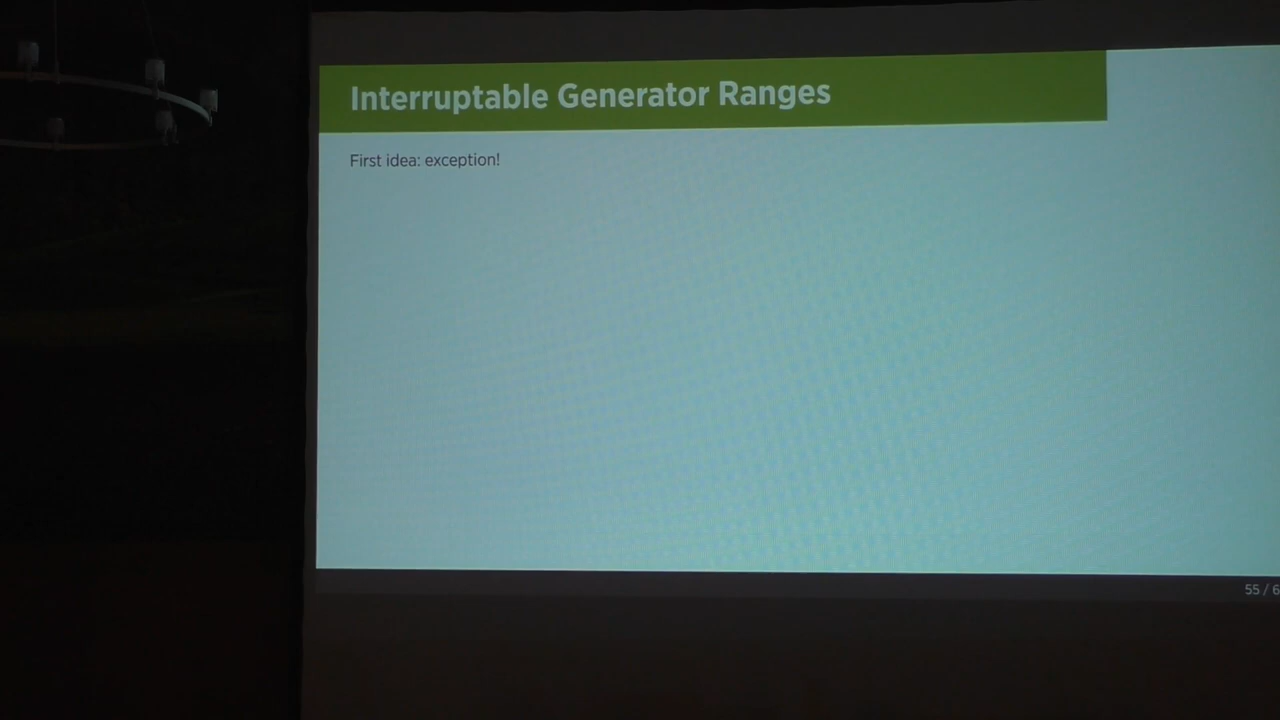 Interruptable Generator Ranges
First idea: exception!
55 / 6